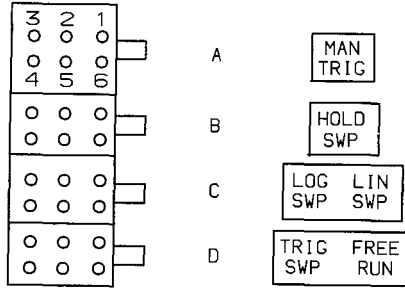 3 2 1
4 5 6
A
MAN
TRIG
B
HOLD
SWP
C
LOG LIN
SWP SWP
D
TRIG FREE
SWP RUN